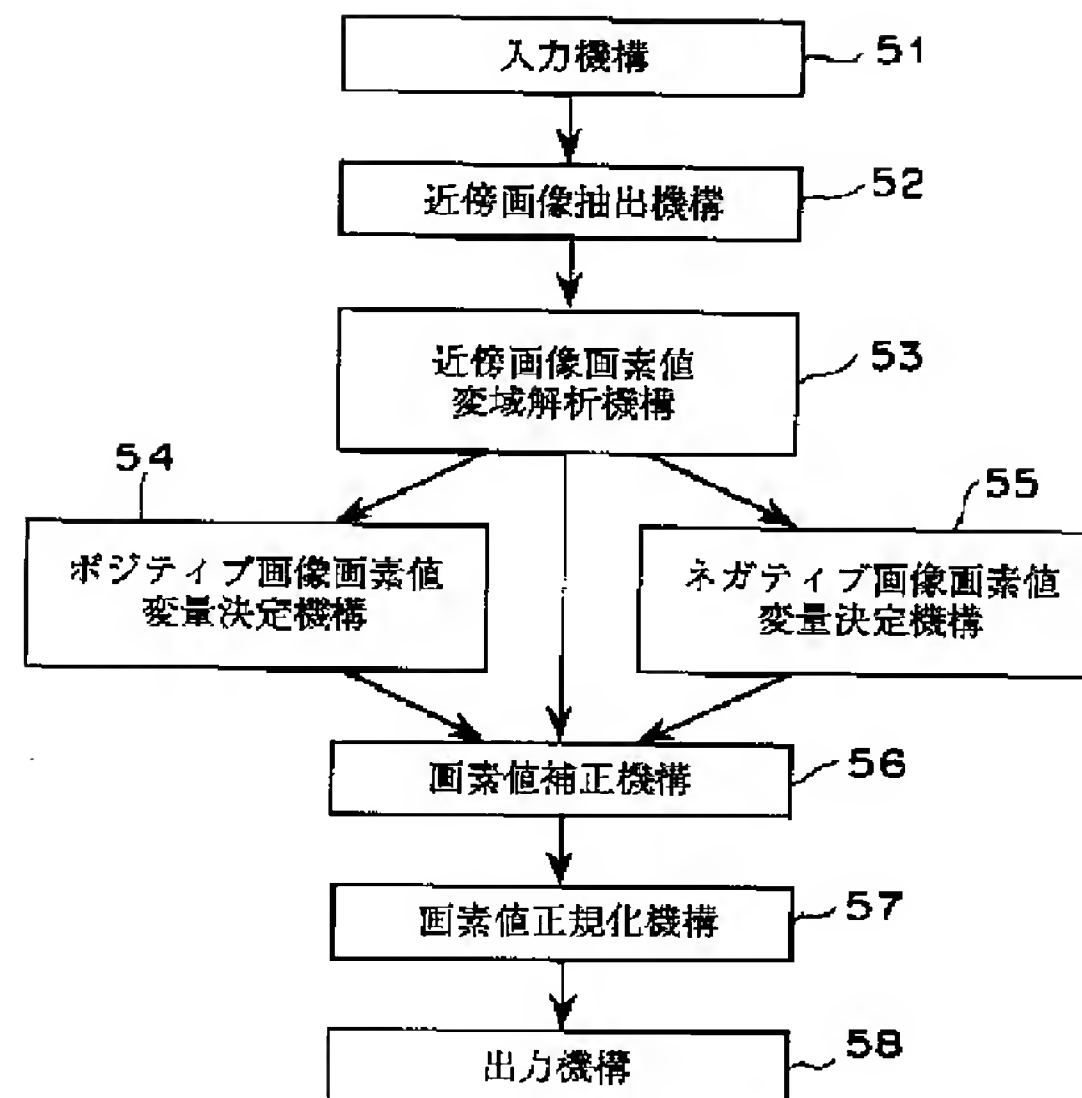 入力機構
51
近傍画像抽出機構
52
近傍画像画素値
変域解析機構
53
54
ポジティブ画像画素値
変量決定機構
55
ネガティブ画像画素値
変量決定機構
画素値補正機構
56
画素値正規化機構
57
出力機構
58